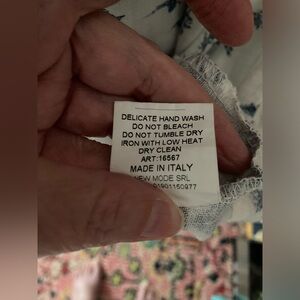 DELICATE HAND WASH
DO NOT BLEACH
DO NOT TUMBLE DRY
IRON WITH LOW HEAT
DRY CLEAN
ART:16567
MADE IN ITALY
NEW MODE SRL